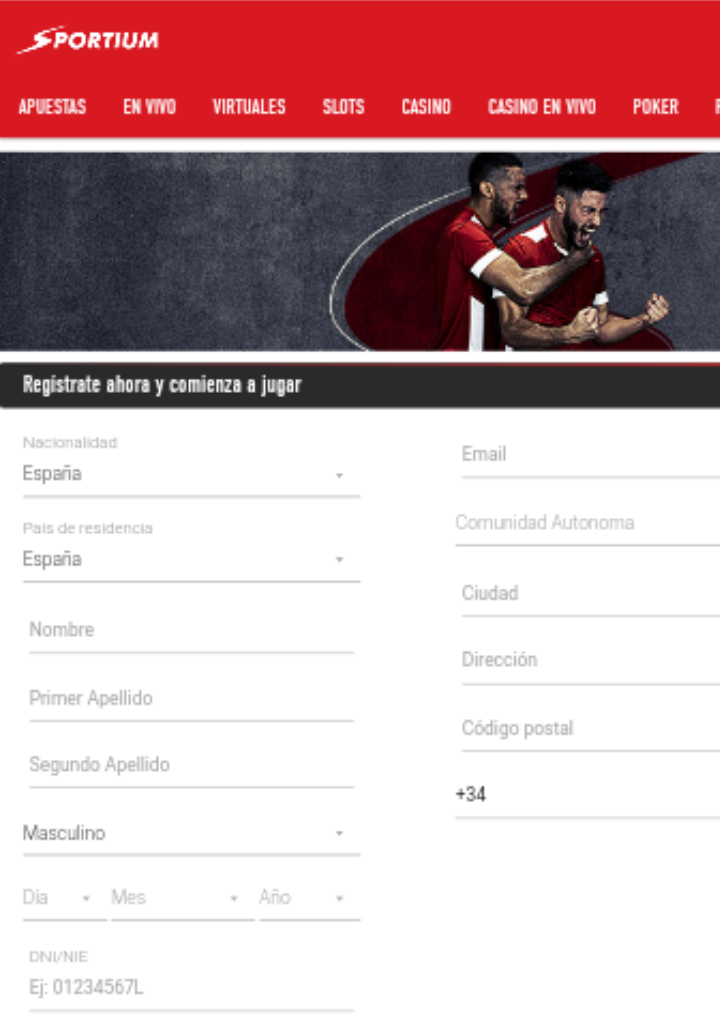 SPORTIUM
APUESTAS EN VIVO VIRTUALES SLOTS CASINO CASINO EN VIVO POKER
Regístrate ahora y comienza a jugar
Nacionalidad
España
País de residencia
España
Nombre
Primer Apellido
Segundo Apellido
Masculino
Día Mes Año
DNI/NIE
Ej: 01234567L
Email
Comunidad Autonoma
Ciudad
Dirección
Código postal
+34